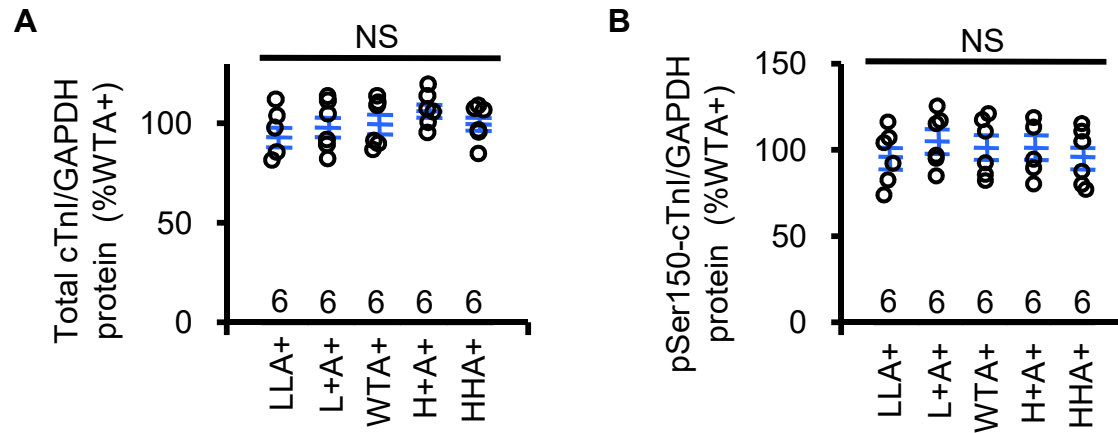 A
NS
Total cTnI/GAPDH
protein (%WTA+)
100
50
0
6 6 6 6 6
LLA+
L+A+
WTA+
H+A+
HHA+
B
NS
pSer150-cTnI/GAPDH
protein (%WTA+)
150
100
50
0
6 6 6 6 6
LLA+
L+A+
WTA+
H+A+
HHA+